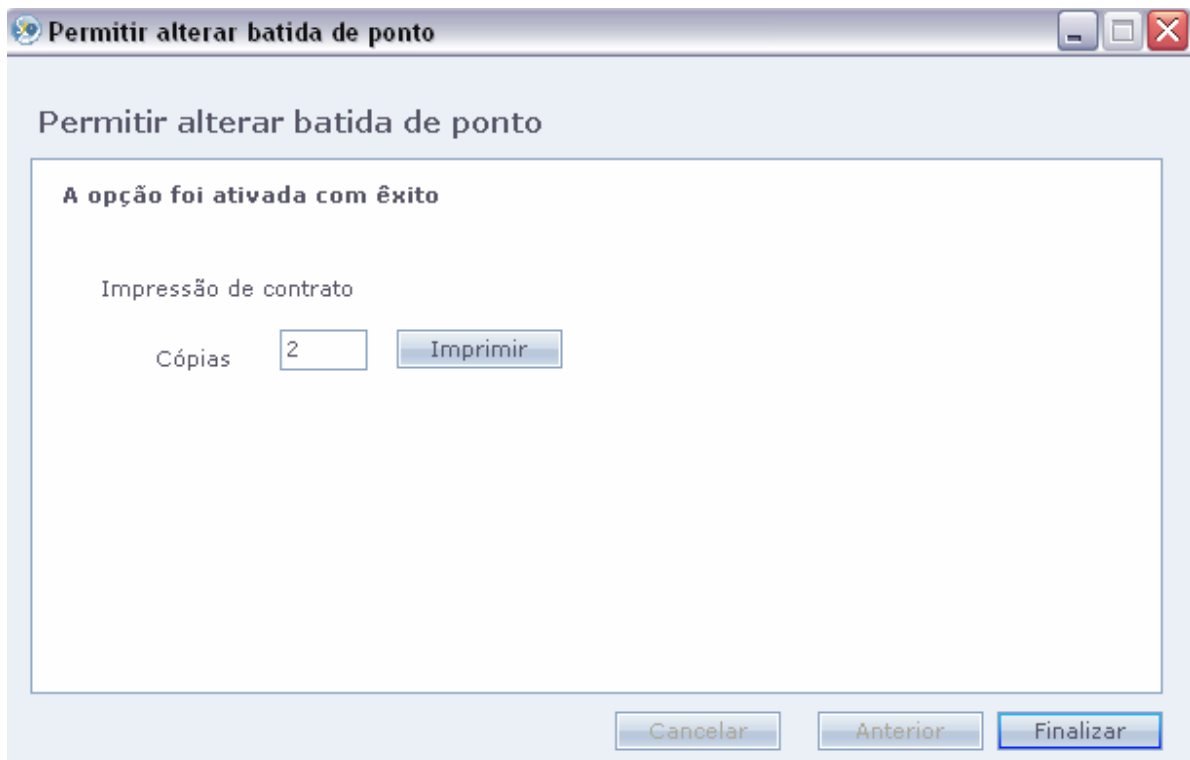 Permitir alterar batida de ponto
Permitir alterar batida de ponto
A opção foi ativada com êxito
Impressão de contrato
Cópias 2 Imprimir
Cancelar Anterior Finalizar